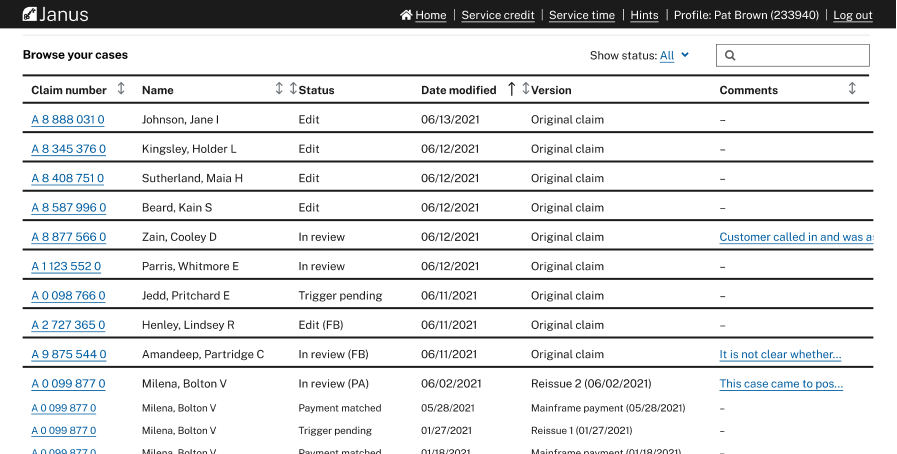 Janus Home | Service credit | Service time | Hints | Profile: Pat Brown (233940) | Log out
Browse your cases Show status: All
Claim number Name Status Date modified Version Comments
A 8 888 031 0 Johnson, Jane I Edit 06/13/2021 Original claim –
A 8 345 376 0 Kingsley, Holder L Edit 06/12/2021 Original claim –
A 8 408 751 0 Sutherland, Maia H Edit 06/12/2021 Original claim –
A 8 587 996 0 Beard, Kain S Edit 06/12/2021 Original claim –
A 8 877 566 0 Zain, Cooley D In review 06/12/2021 Original claim Customer called in and was
A 1 123 552 0 Parris, Whitmore E In review 06/12/2021 Original claim –
A 0 098 766 0 Jedd, Pritchard E Trigger pending 06/11/2021 Original claim –
A 2 727 365 0 Henley, Lindsey R Edit (FB) 06/11/2021 Original claim –
A 9 875 544 0 Amandeep, Partridge C In review (FB) 06/11/2021 Original claim It is not clear whether...
A 0 099 877 0 Milena, Bolton V In review (PA) 06/02/2021 Reissue 2 (06/02/2021) This case came to pos...
A 0 099 877 0 Milena, Bolton V Payment matched 05/28/2021 Mainframe payment (05/28/2021) –
A 0 099 877 0 Milena, Bolton V Trigger pending 01/27/2021 Reissue 1 (01/27/2021) –
A 0 099 877 0 Milena, Bolton V Payment matched 01/18/2021 Mainframe payment (01/18/2021) –